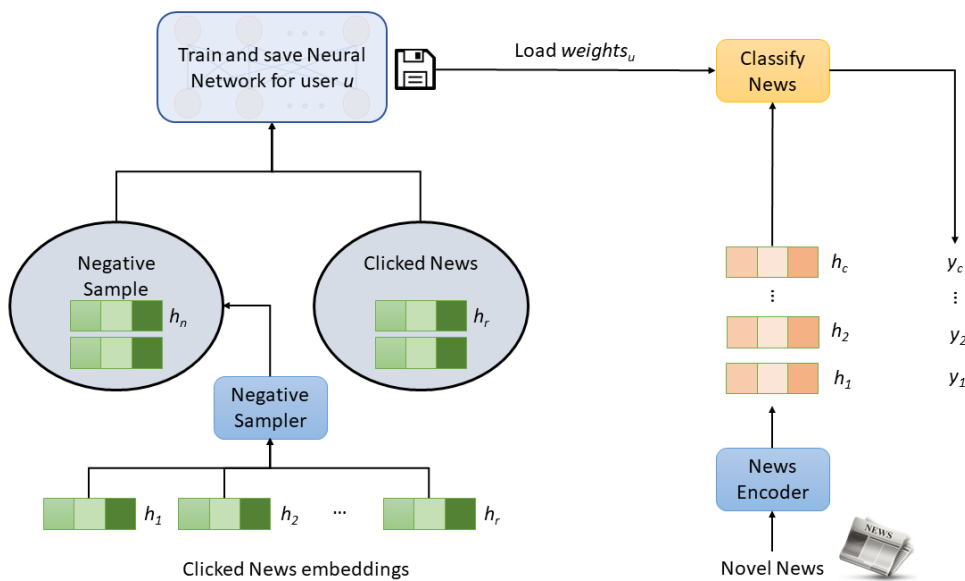 Train and save Neural
Network for user u
Load weights_u
Classify
News
Negative
Sample
h_n
Clicked News
h_r
h_c
...
h_2
h_1
y_c
...
y_2
y_1
Negative
Sampler
h_1
h_2
...
h_r
Clicked News embeddings
News
Encoder
NEWS
Novel News